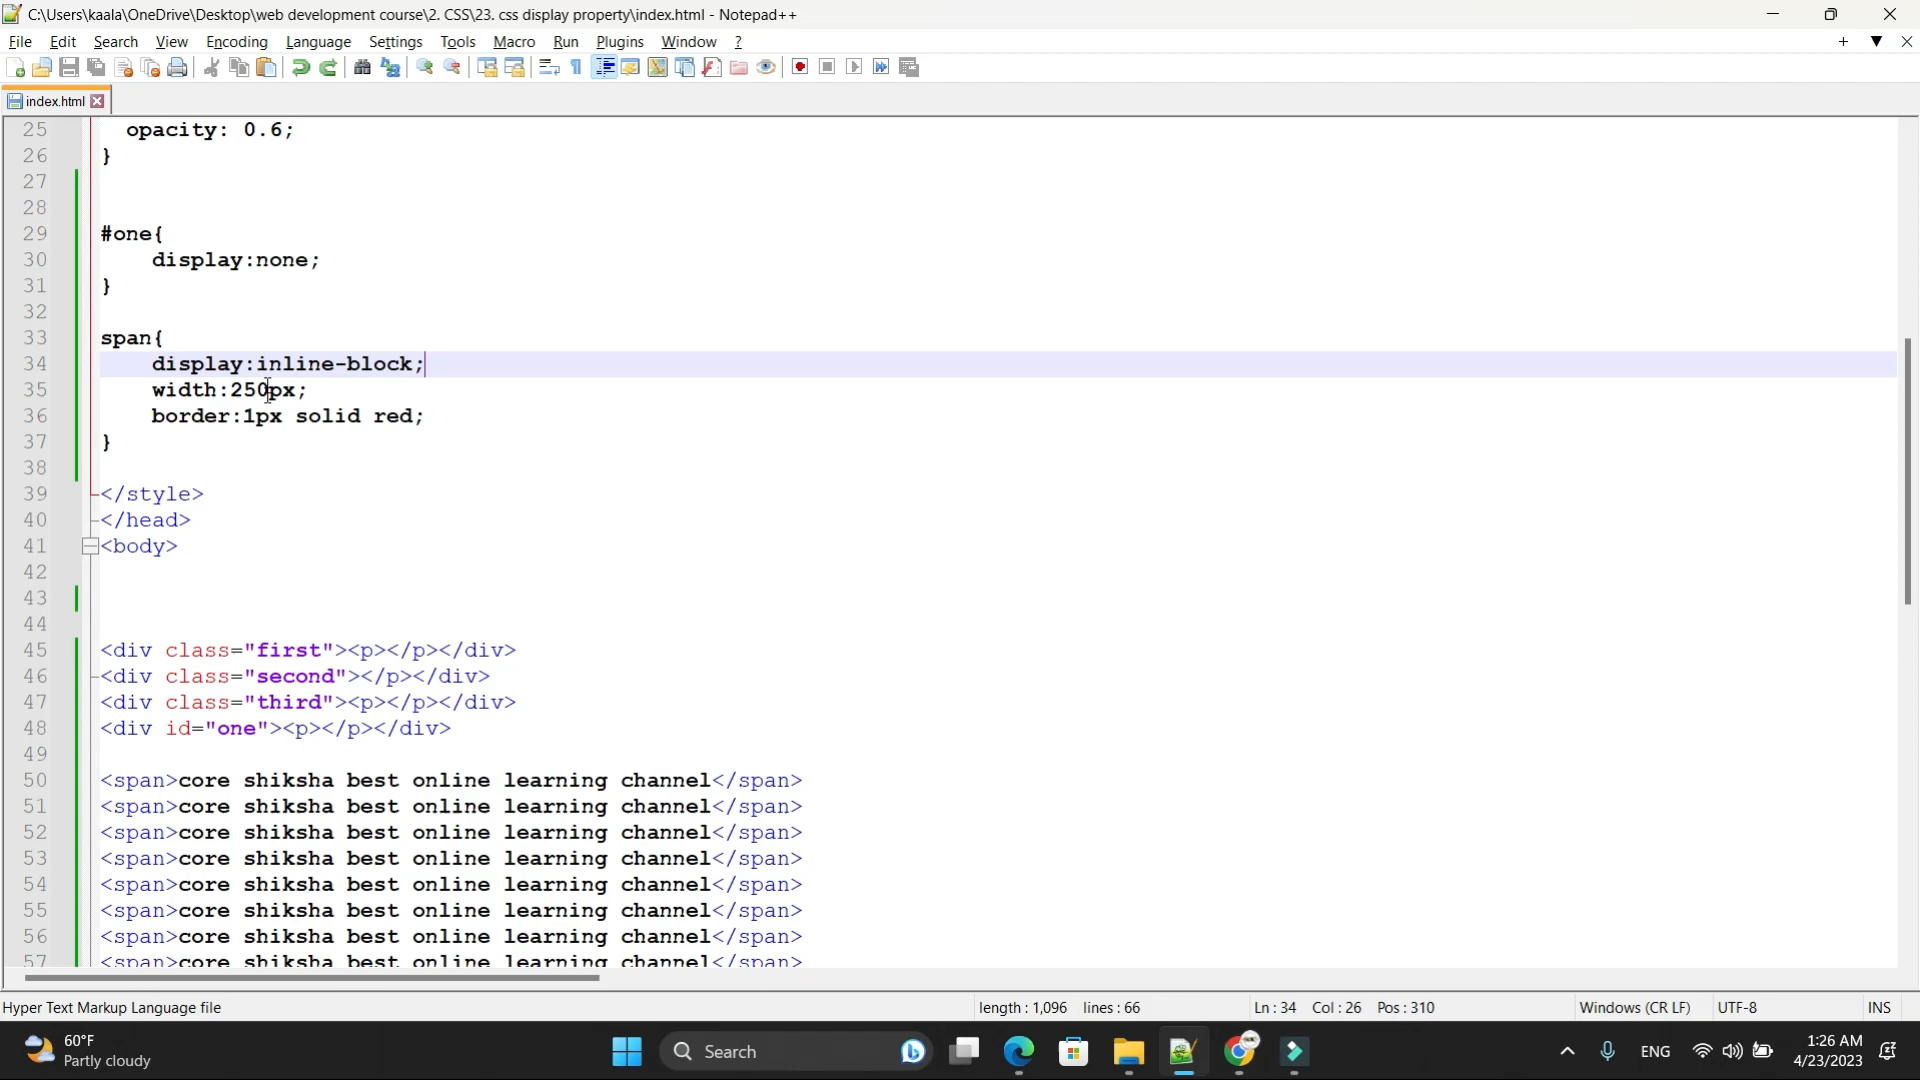 C:\Users\kaala\OneDrive\Desktop\web development course\2. CSS\23. css display property\index.html - Notepad++
File Edit Search View Encoding Language Settings Tools Macro Run Plugins Window ?
index.html
25 opacity: 0.6;
26 }
27
28
29 #one{
30 display:none;
31 }
32
33 span{
34 display:inline-block;
35 width:250px;
36 border:1px solid red;
37 }
38
39 </style>
40 </head>
41 <body>
42
43
44
45 <div class="first"><p></p></div>
46 <div class="second"></p></div>
47 <div class="third"><p></p></div>
48 <div id="one"><p></p></div>
49
50 <span>core shiksha best online learning channel</span>
51 <span>core shiksha best online learning channel</span>
52 <span>core shiksha best online learning channel</span>
53 <span>core shiksha best online learning channel</span>
54 <span>core shiksha best online learning channel</span>
55 <span>core shiksha best online learning channel</span>
56 <span>core shiksha best online learning channel</span>
57 <span>core shiksha best online learning channel</span>
Hyper Text Markup Language file length : 1,096 lines : 66 Ln : 34 Col : 26 Pos : 310 Windows (CR LF) UTF-8 INS
60°F
Partly cloudy
Search
ENG
1:26 AM
4/23/2023